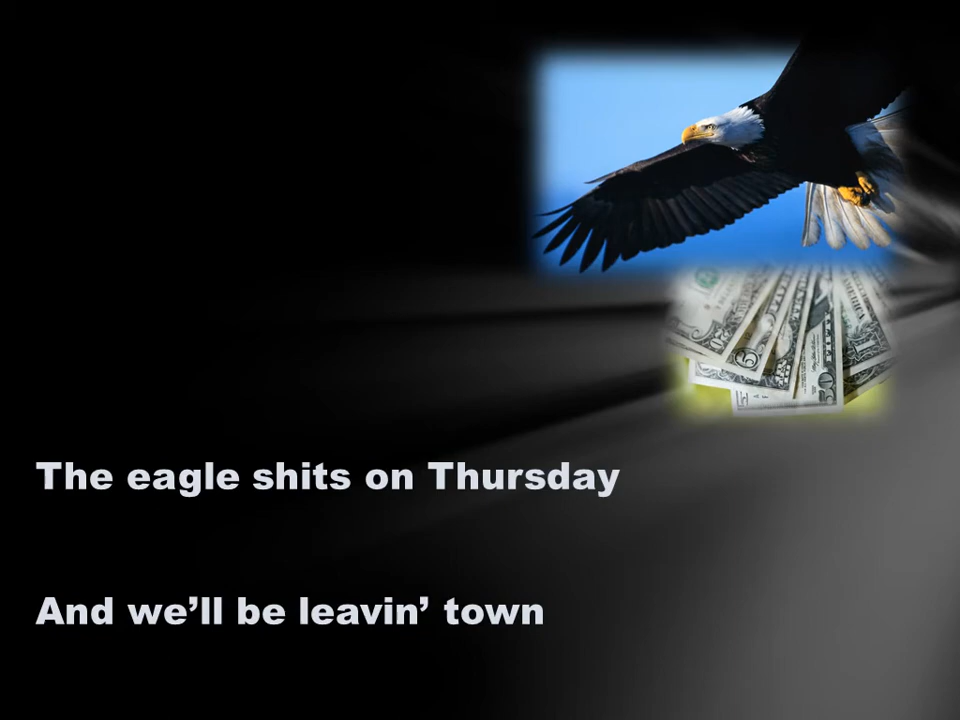 The eagle shits on Thursday
And we’ll be leavin’ town